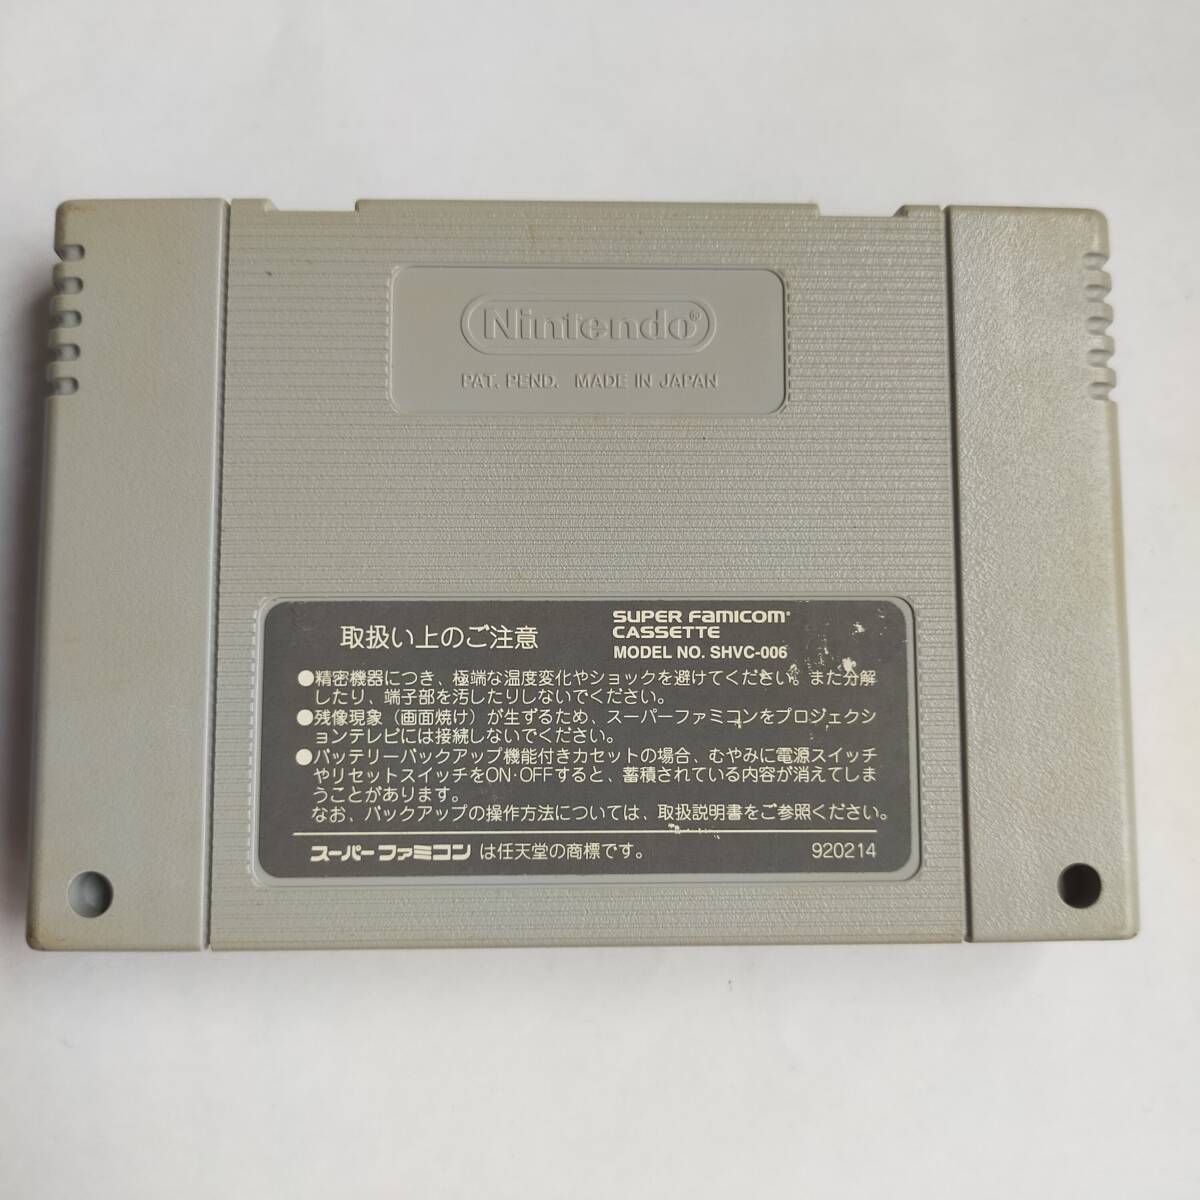 Nintendo®
PAT. PEND. MADE IN JAPAN
取扱い上のご注意
SUPER FAMICOM®
CASSETTE
MODEL NO. SHVC-006
●精密機器につき、極端な温度変化やショックを避けてください。また分解
したり、端子部を汚したりしないでください。
●残像現象（画面焼け）が生ずるため、スーパーファミコンをプロジェクシ
ョンテレビには接続しないでください。
●バッテリーバックアップ機能付きカセットの場合、むやみに電源スイッチ
やリセットスイッチをON·OFFすると、蓄積されている内容が消えてしま
うことがあります。
なお、バックアップの操作方法については、取扱説明書をご参照ください。
スーパーファミコン は任天堂の商標です。 920214